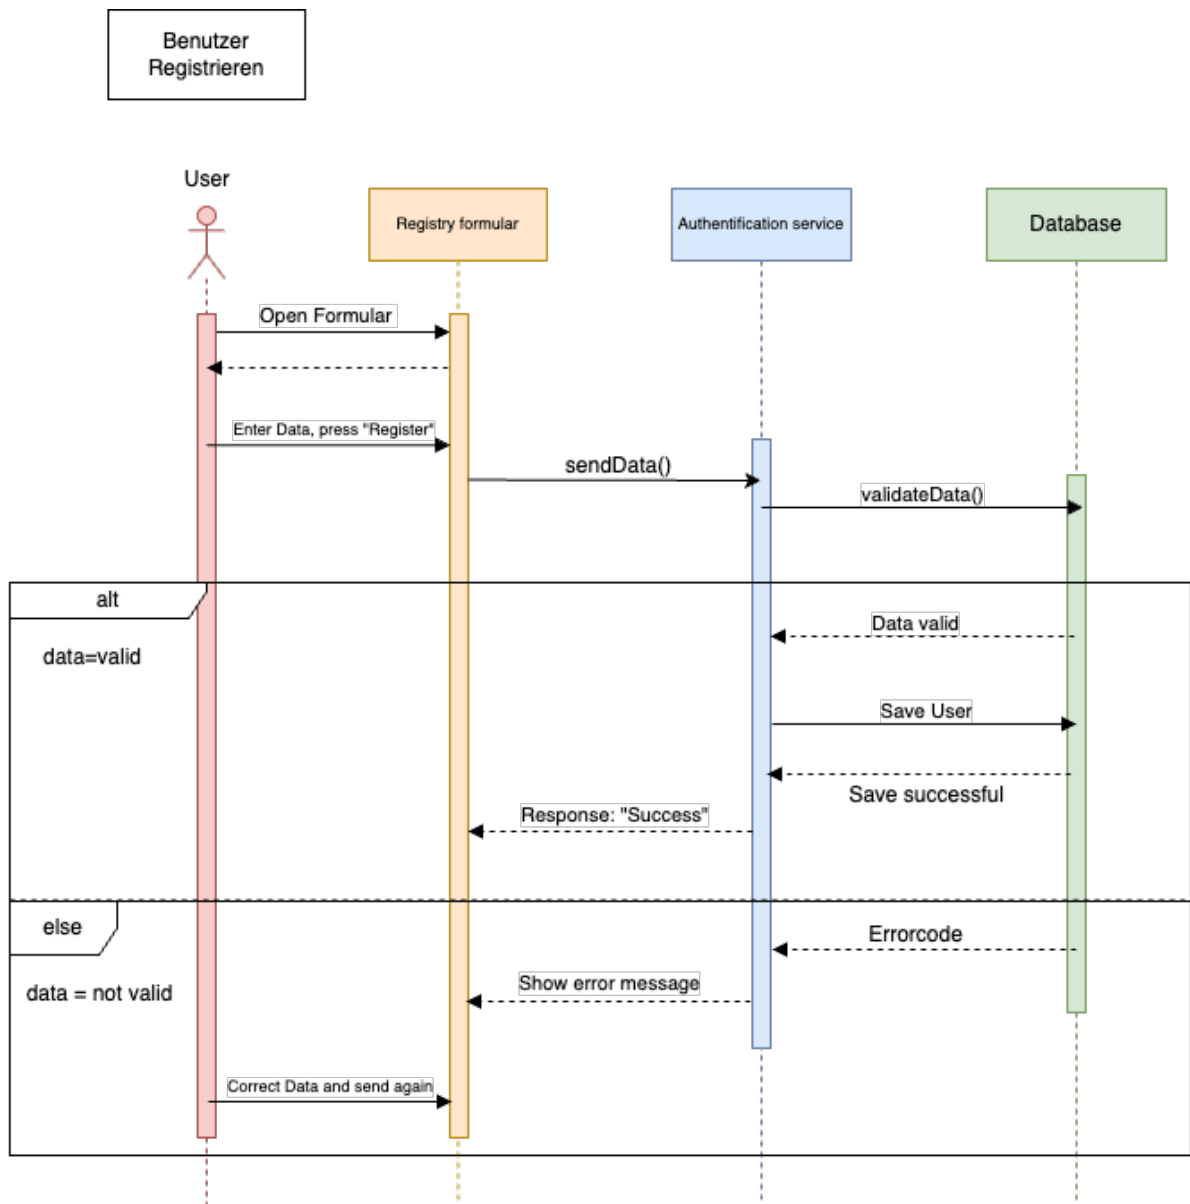 Benutzer
Registrieren
User
Registry formular
Authentification service
Database
Open Formular
Enter Data, press "Register"
sendData()
validateData()
alt
Data valid
data=valid
Save User
Save successful
Response: "Success"
else
Errorcode
Show error message
data = not valid
Correct Data and send again